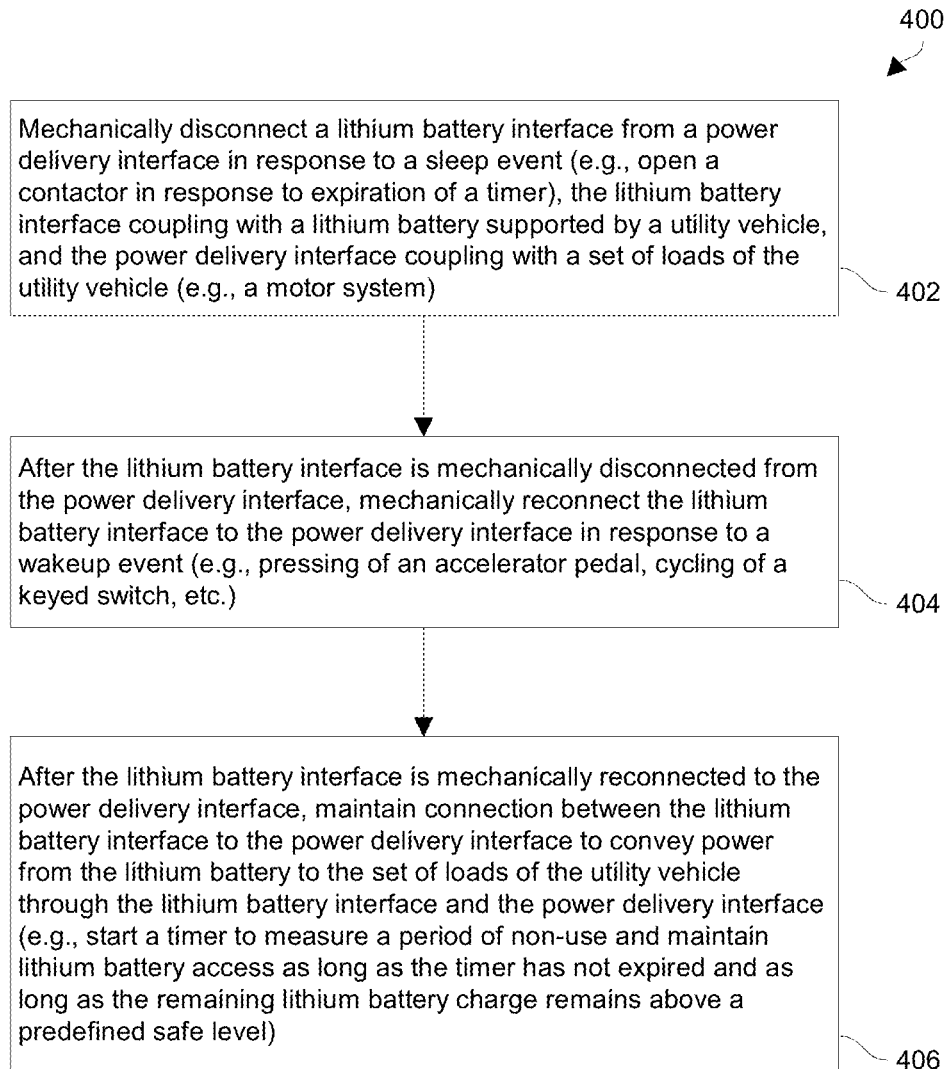 400
Mechanically disconnect a lithium battery interface from a power
delivery interface in response to a sleep event (e.g., open a
contactor in response to expiration of a timer), the lithium battery
interface coupling with a lithium battery supported by a utility vehicle,
and the power delivery interface coupling with a set of loads of the
utility vehicle (e.g., a motor system)
402
After the lithium battery interface is mechanically disconnected from
the power delivery interface, mechanically reconnect the lithium
battery interface to the power delivery interface in response to a
wakeup event (e.g., pressing of an accelerator pedal, cycling of a
keyed switch, etc.)
404
After the lithium battery interface is mechanically reconnected to the
power delivery interface, maintain connection between the lithium
battery interface to the power delivery interface to convey power
from the lithium battery to the set of loads of the utility vehicle
through the lithium battery interface and the power delivery interface
(e.g., start a timer to measure a period of non-use and maintain
lithium battery access as long as the timer has not expired and as
long as the remaining lithium battery charge remains above a
predefined safe level)
406